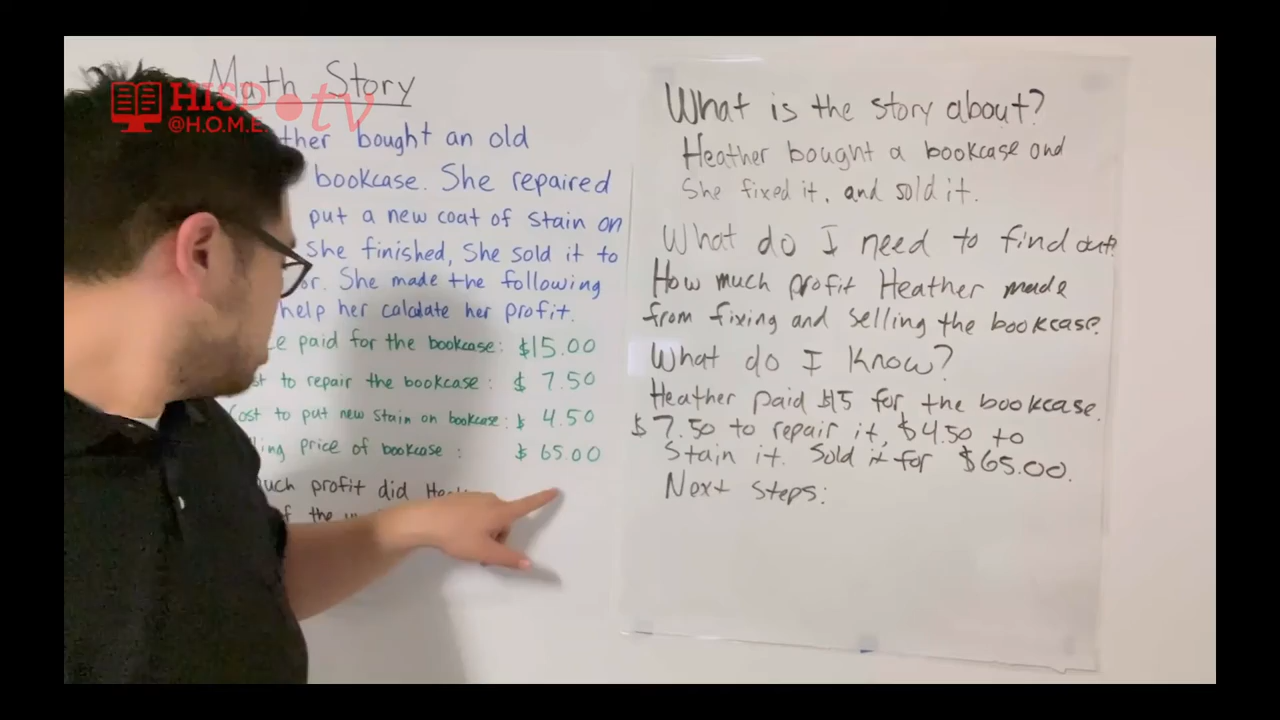 Math Story
HISD tv
@H.O.M.E.
bought an old
bookcase. She repaired
put a new coat of stain on
she finished, She sold it to
She made the following
help her calculate her profit.
paid for the bookcase: $15.00
to repair the bookcase: $ 7.50
Cost to put new stain on bookcase: $ 4.50
price of bookcase: $ 65.00
profit did
of the
What is the story about?
Heather bought a bookcase and
She fixed it, and sold it.
What do I need to find out?
How much profit Heather made
from fixing and selling the bookcase?
What do I know?
Heather paid $15 for the bookcase.
$7.50 to repair it, $4.50 to
Stain it. Sold it for $65.00.
Next Steps: